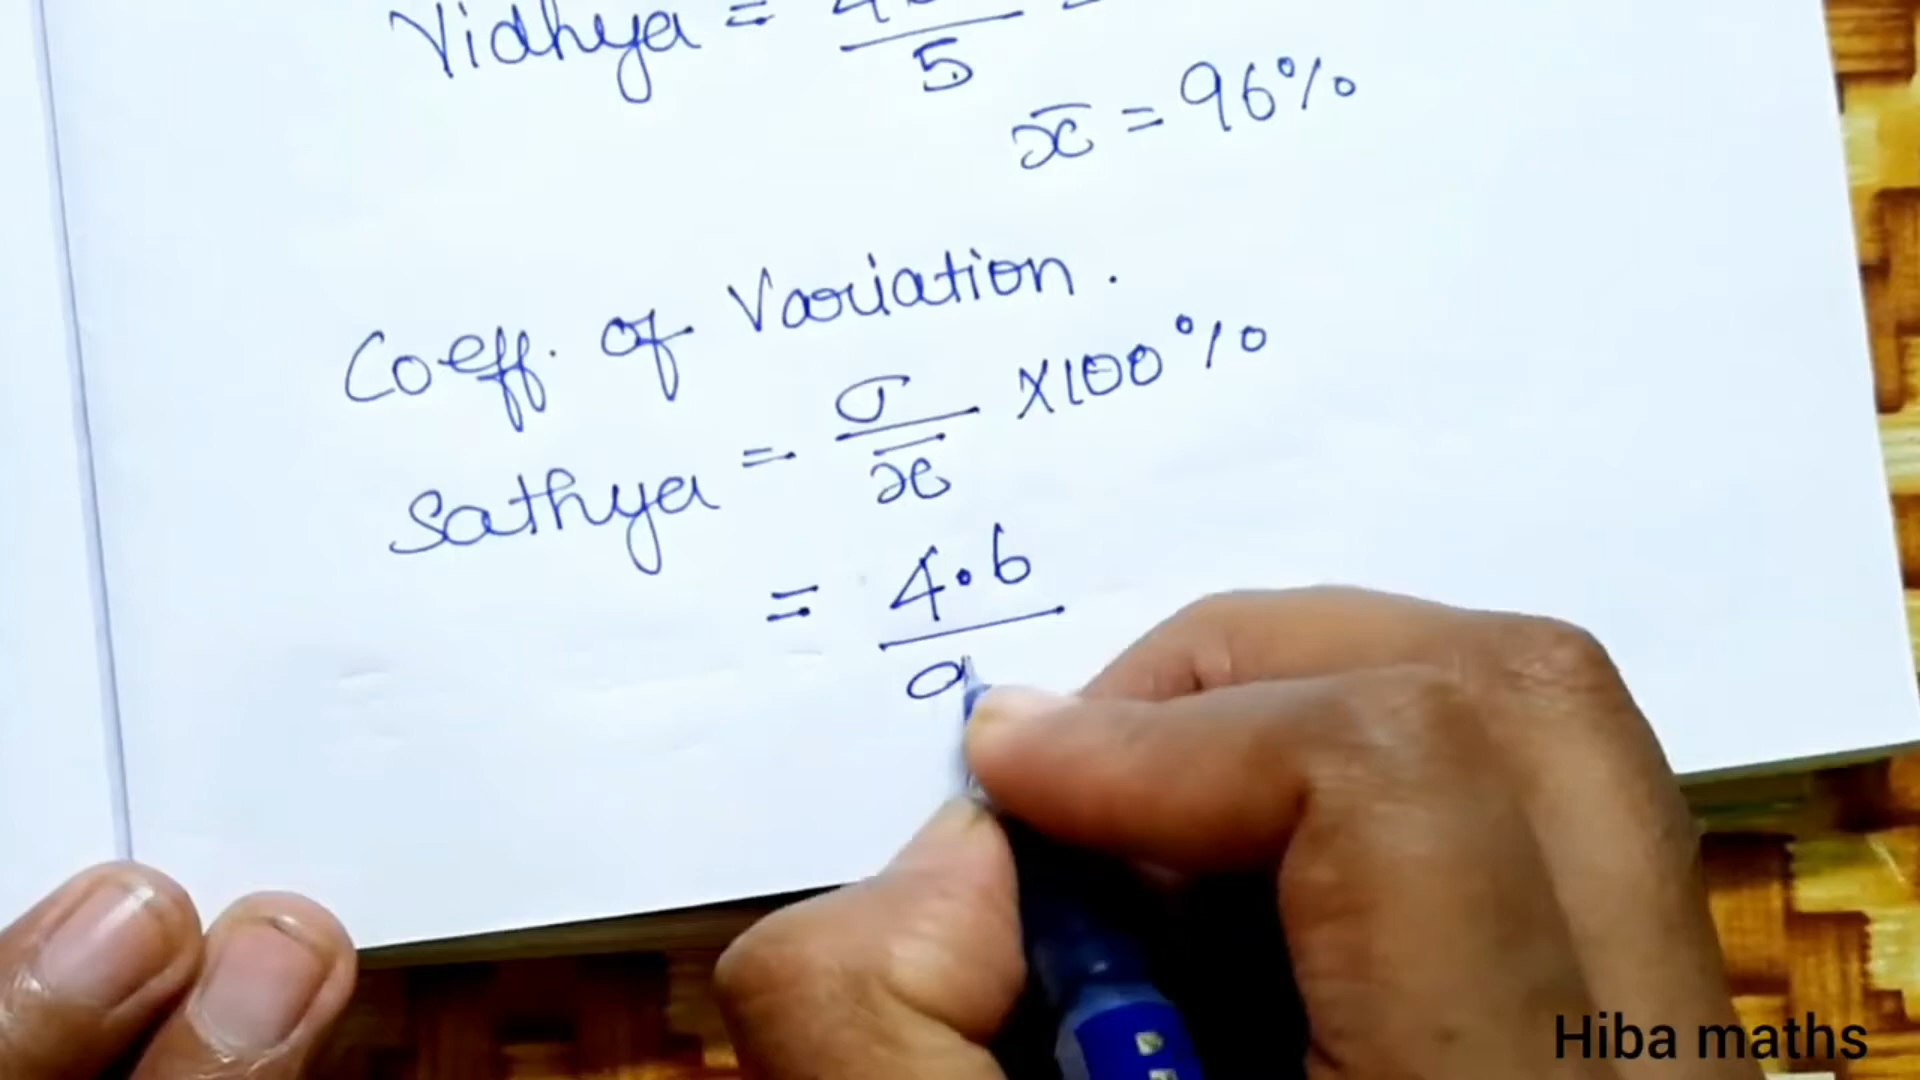 Vidhya = 5
x̄ = 96%
Coeff. of Variation.
Sathya = σ/x̄ ×100%
= 4.6
Hiba maths